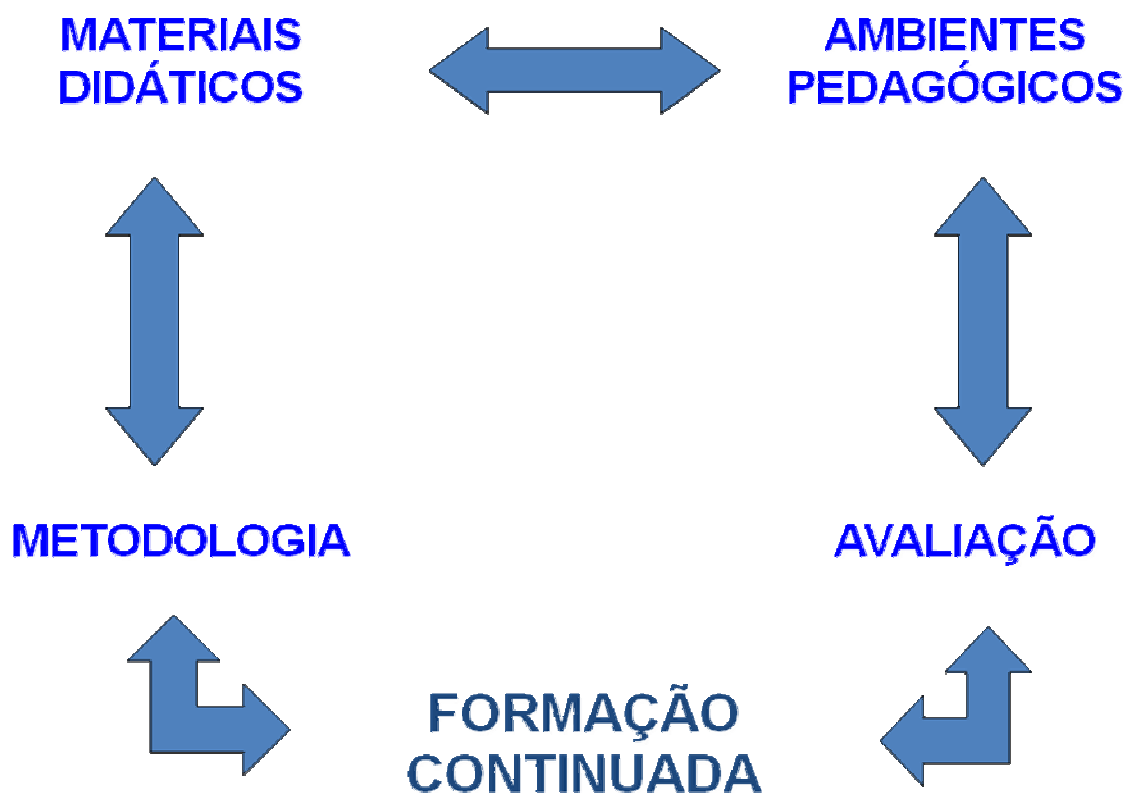 MATERIAIS
DIDÁTICOS
AMBIENTES
PEDAGÓGICOS
METODOLOGIA
AVALIAÇÃO
FORMAÇÃO
CONTINUADA